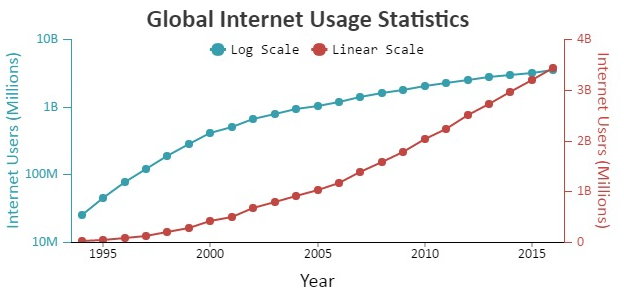 Global Internet Usage Statistics
Log Scale Linear Scale
10B
1B
100M
10M
Internet Users (Millions)
4B
3B
2B
1B
0
Internet Users (Millions)
1995 2000 2005 2010 2015
Year